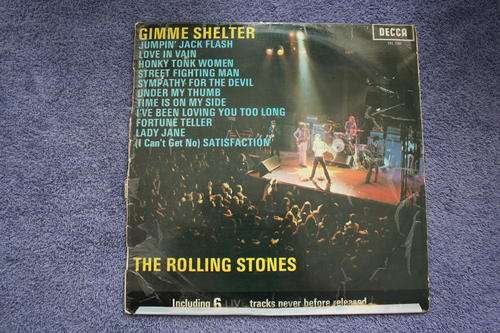 GIMME SHELTER
DECCA
JUMPIN' JACK FLASH
LOVE IN VAIN
HONKY TONK WOMEN
STREET FIGHTING MAN
SYMPATHY FOR THE DEVIL
UNDER MY THUMB
TIME IS ON MY SIDE
I'VE BEEN LOVING YOU TOO LONG
FORTUNE TELLER
LADY JANE
(I Can't Get No) SATISFACTION
THE ROLLING STONES
Including 6 LIVE tracks never before released